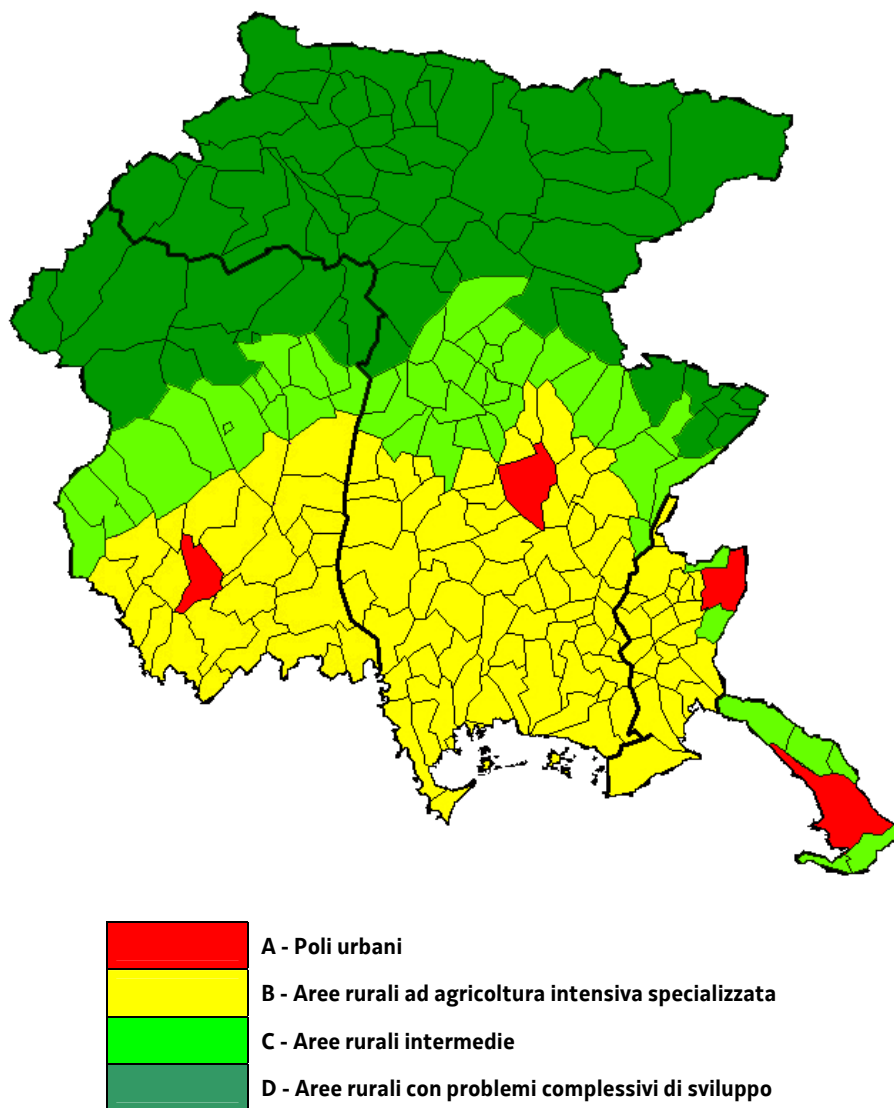 A - Poli urbani
B - Aree rurali ad agricoltura intensiva specializzata
C - Aree rurali intermedie
D - Aree rurali con problemi complessivi di sviluppo